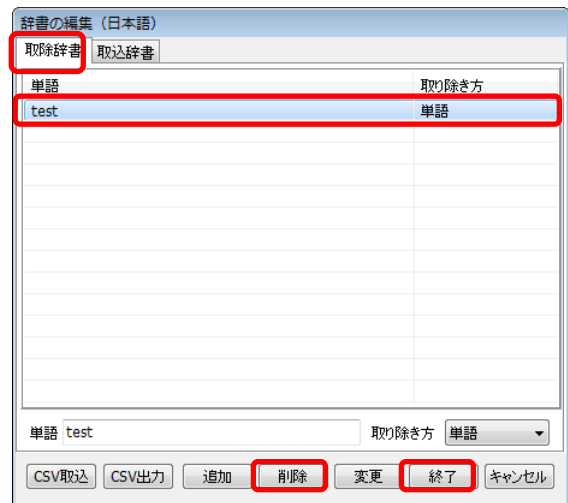 辞書の編集（日本語）
取除辞書 取込辞書
単語 取り除き方
test 単語
単語 test 取り除き方 単語
CSV取込 CSV出力 追加 削除 変更 終了 キャンセル